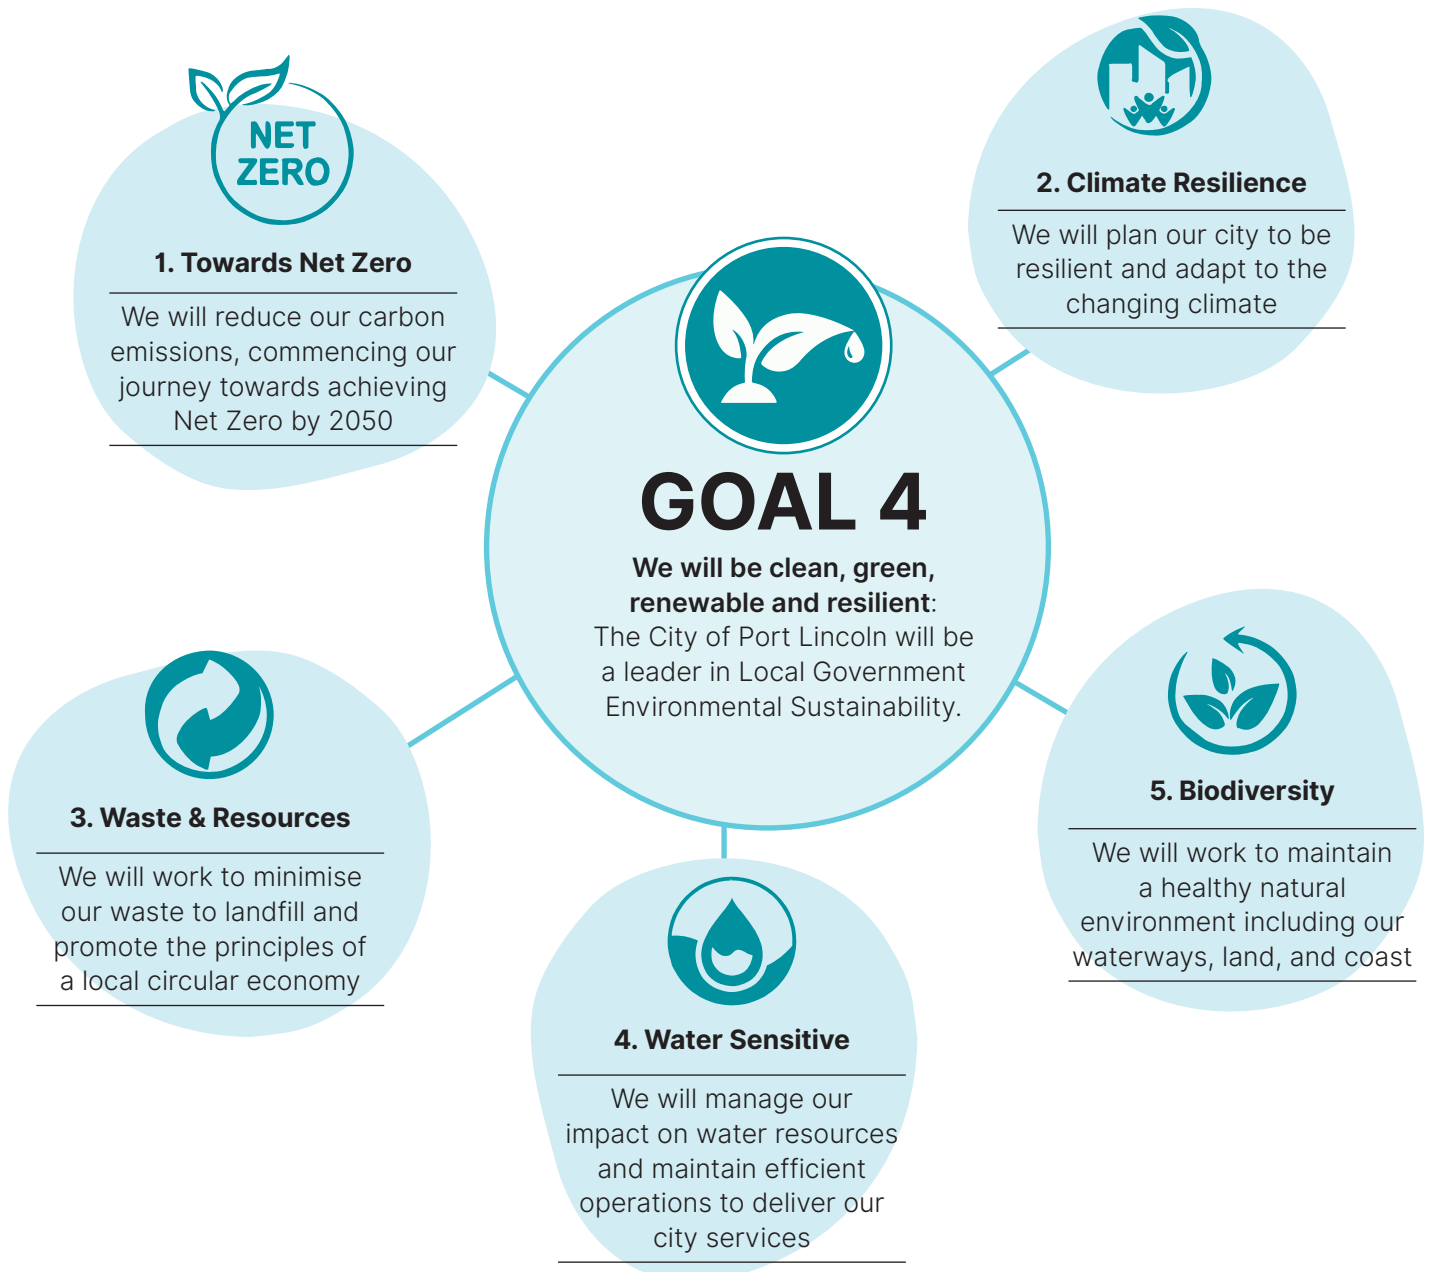 NET
ZERO
1. Towards Net Zero
We will reduce our carbon
emissions, commencing our
journey towards achieving
Net Zero by 2050
2. Climate Resilience
We will plan our city to be
resilient and adapt to the
changing climate
GOAL 4
We will be clean, green,
renewable and resilient:
The City of Port Lincoln will be
a leader in Local Government
Environmental Sustainability.
3. Waste & Resources
We will work to minimise
our waste to landfill and
promote the principles of
a local circular economy
4. Water Sensitive
We will manage our
impact on water resources
and maintain efficient
operations to deliver our
city services
5. Biodiversity
We will work to maintain
a healthy natural
environment including our
waterways, land, and coast